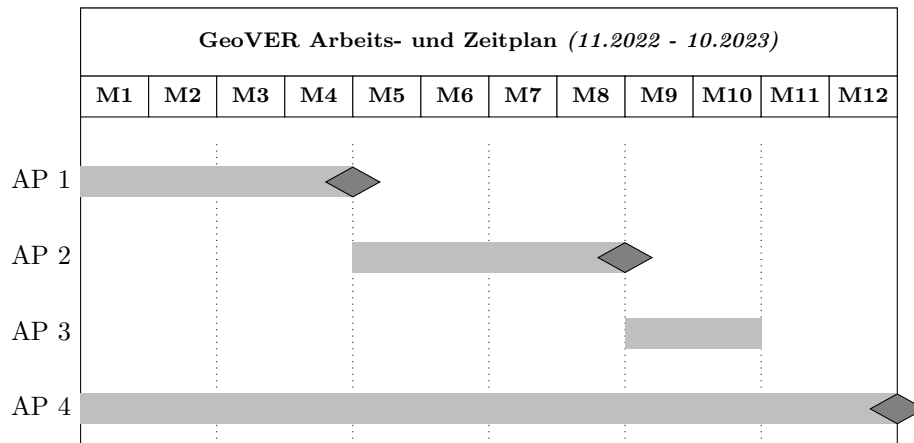 GeoVER Arbeits- und Zeitplan (11.2022 - 10.2023)
M1 M2 M3 M4 M5 M6 M7 M8 M9 M10 M11 M12
AP 1
AP 2
AP 3
AP 4